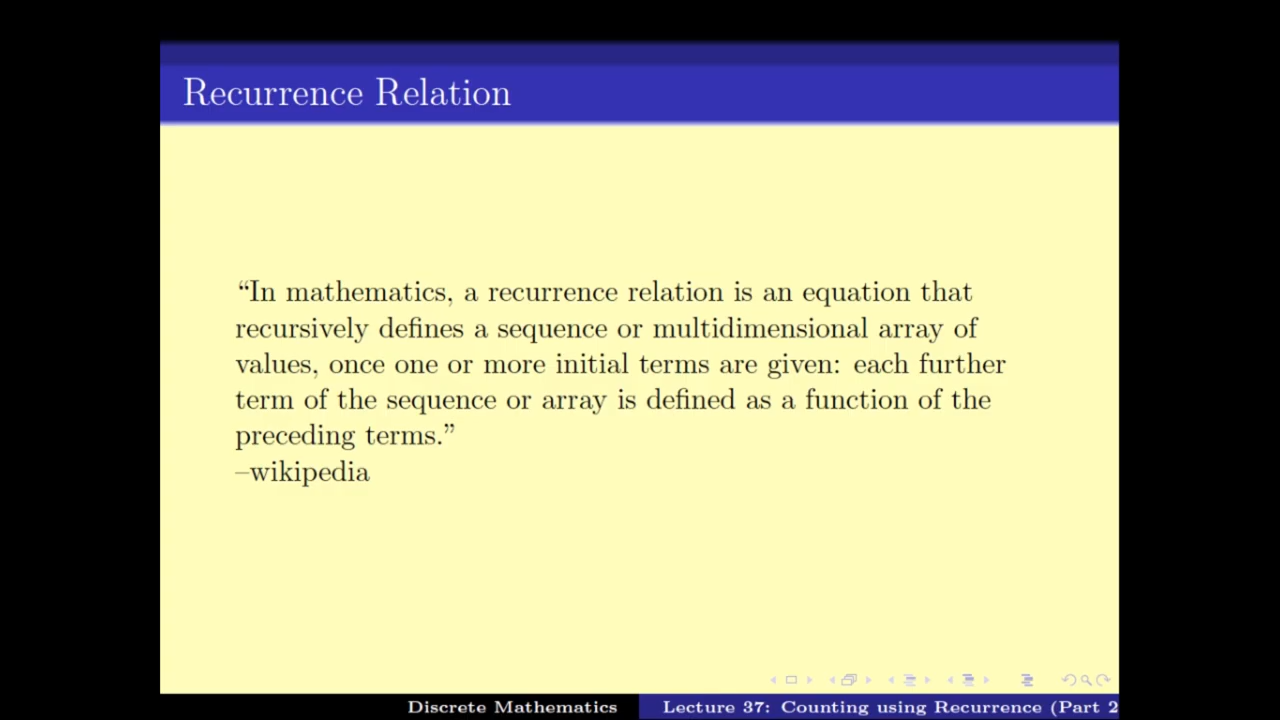 Recurrence Relation
“In mathematics, a recurrence relation is an equation that
recursively defines a sequence or multidimensional array of
values, once one or more initial terms are given: each further
term of the sequence or array is defined as a function of the
preceding terms.”
–wikipedia
Discrete Mathematics Lecture 37: Counting using Recurrence (Part 2